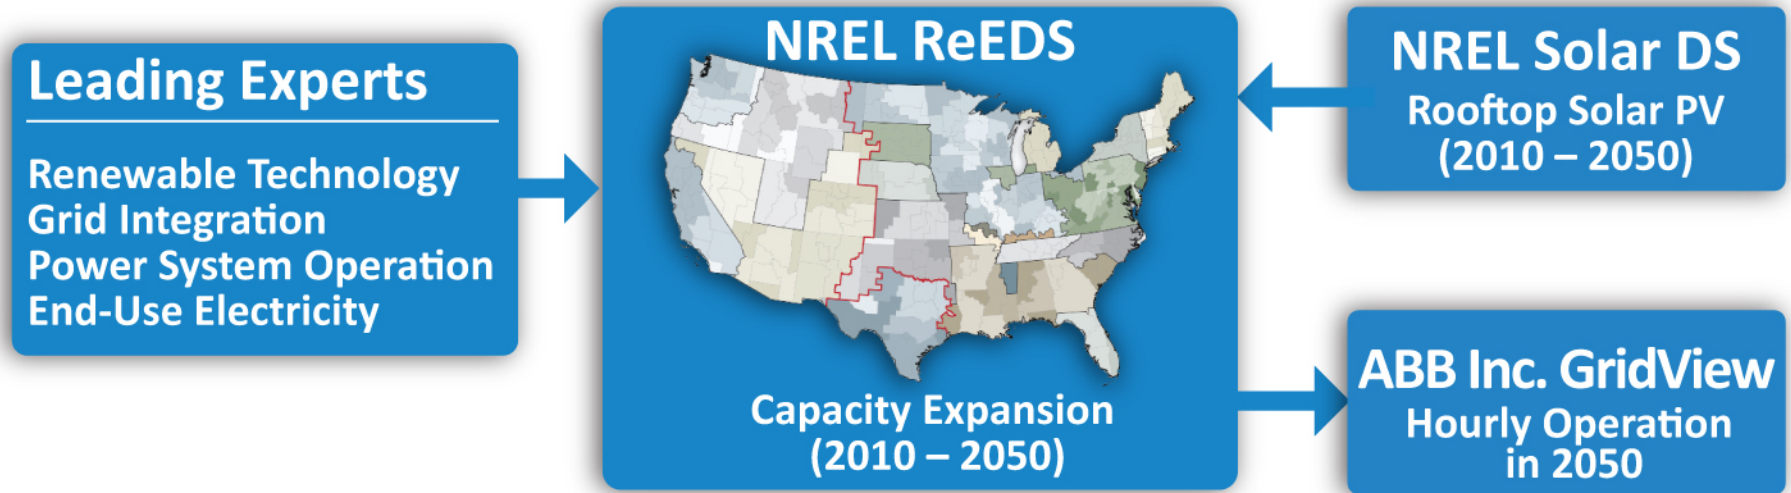 Leading Experts
Renewable Technology
Grid Integration
Power System Operation
End-Use Electricity
NREL ReEDS
Capacity Expansion
(2010 – 2050)
NREL Solar DS
Rooftop Solar PV
(2010 – 2050)
ABB Inc. GridView
Hourly Operation
in 2050